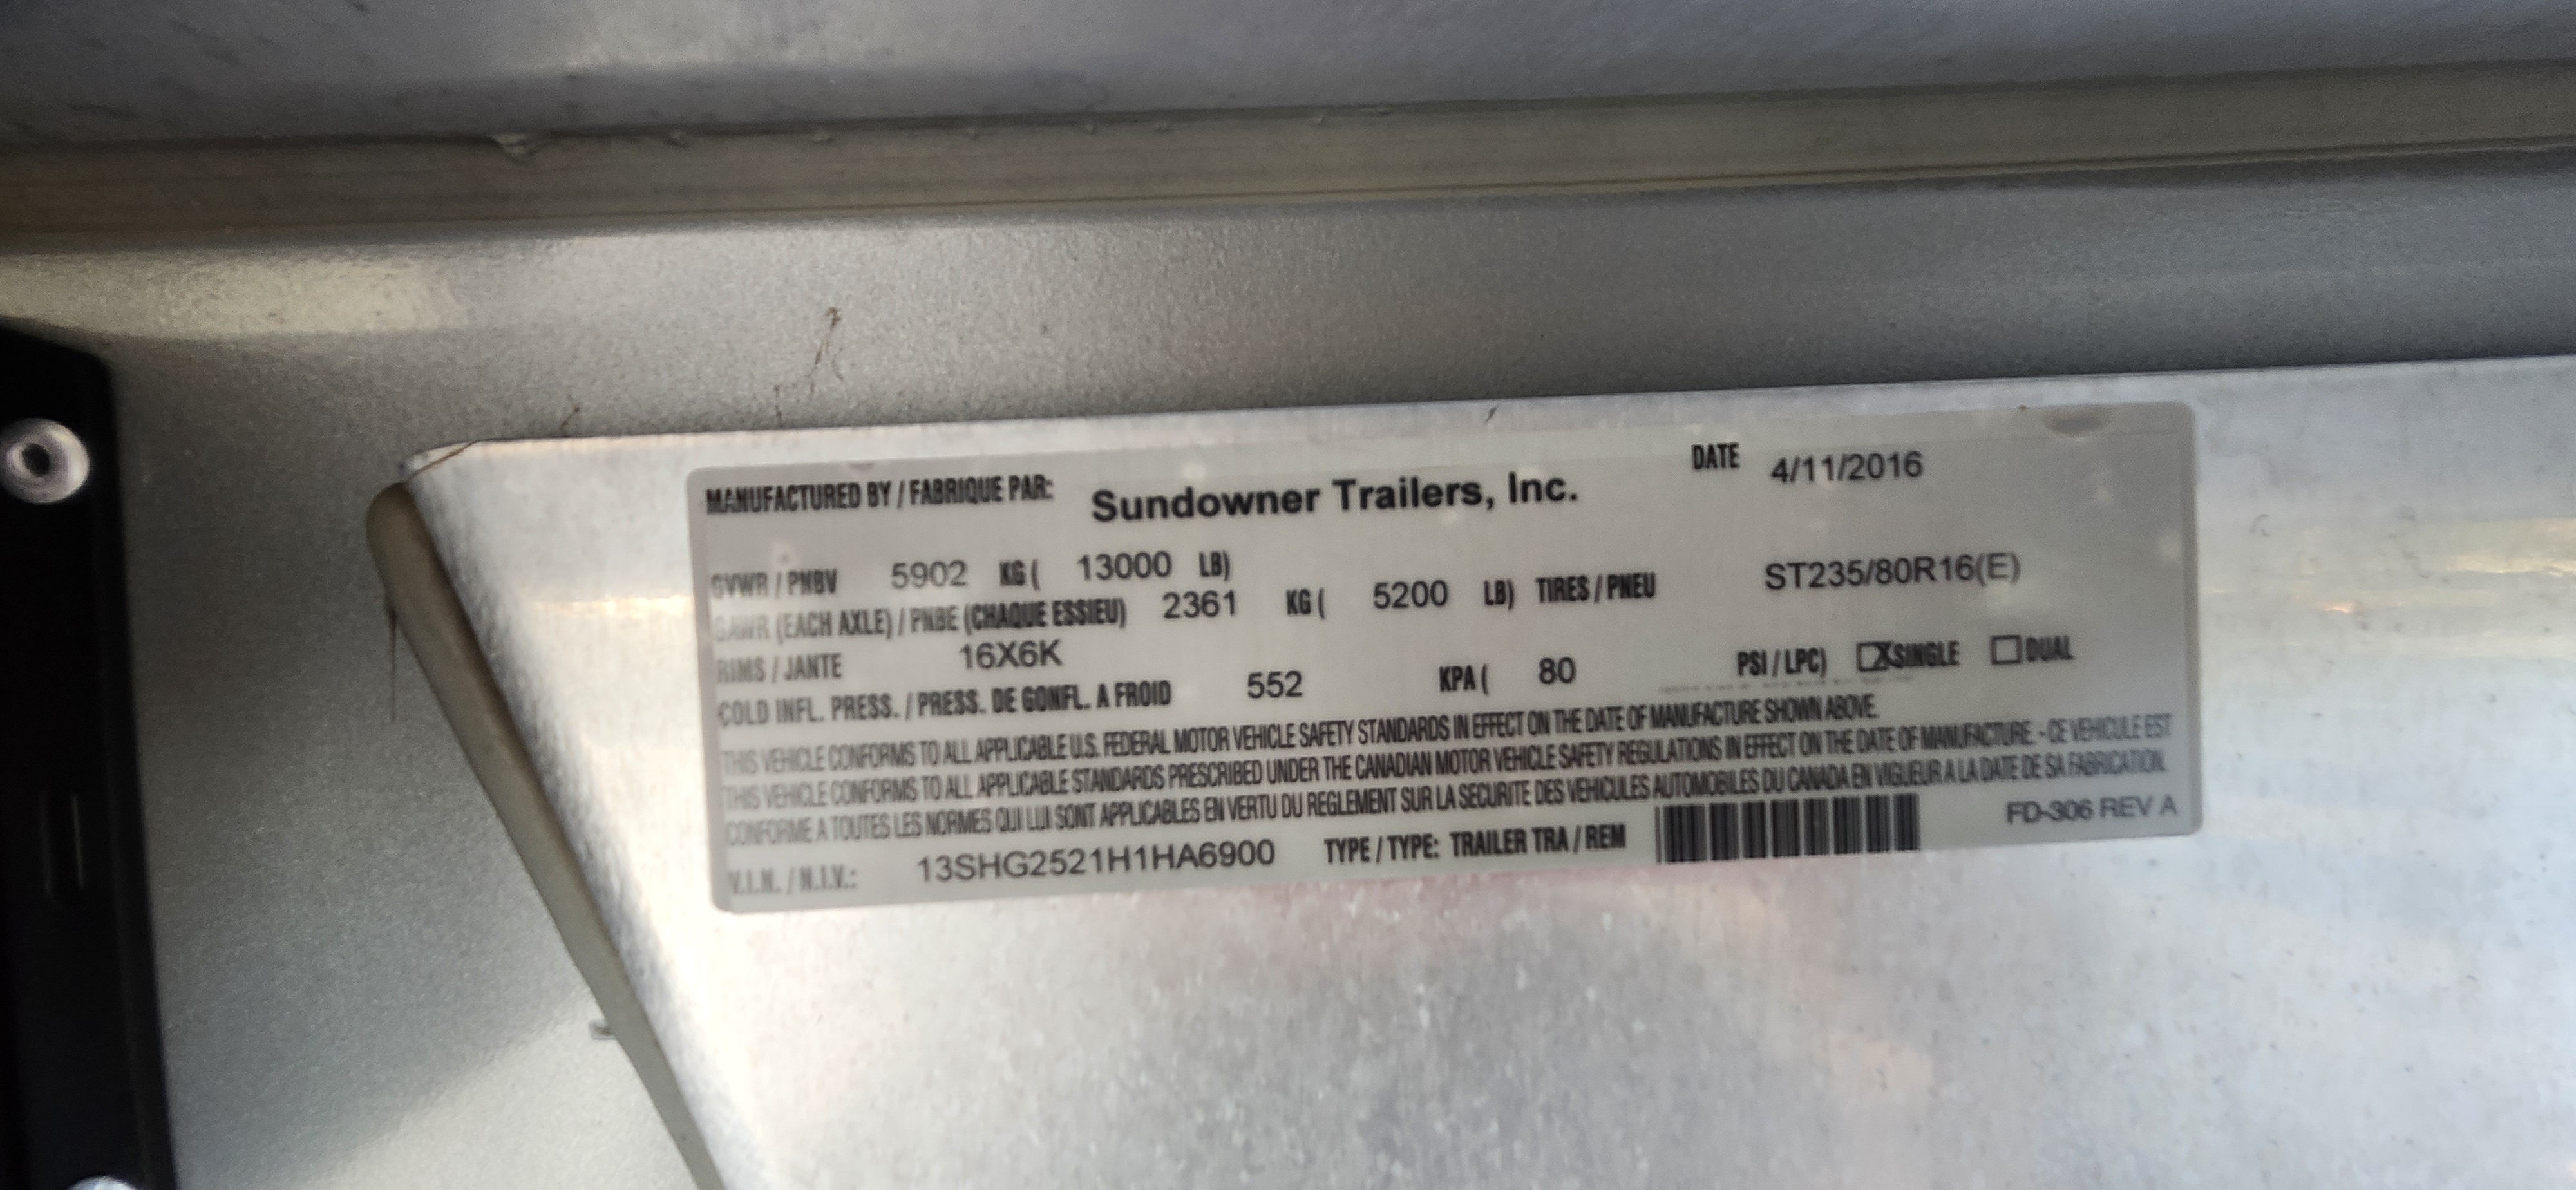 MANUFACTURED BY / FABRIQUE PAR: Sundowner Trailers, Inc. DATE 4/11/2016
GVWR / PNBV 5902 KG ( 13000 LB)
GAWR (EACH AXLE) / PNBE (CHAQUE ESSIEU) 2361 KG ( 5200 LB) TIRES / PNEU ST235/80R16(E)
RIMS / JANTE 16X6K
COLD INFL. PRESS. / PRESS. DE GONFL. A FROID 552 KPA ( 80 PSI / LPC) ☒ SINGLE ☐ DUAL
THIS VEHICLE CONFORMS TO ALL APPLICABLE U.S. FEDERAL MOTOR VEHICLE SAFETY STANDARDS IN EFFECT ON THE DATE OF MANUFACTURE SHOWN ABOVE.
THIS VEHICLE CONFORMS TO ALL APPLICABLE STANDARDS PRESCRIBED UNDER THE CANADIAN MOTOR VEHICLE SAFETY REGULATIONS IN EFFECT ON THE DATE OF MANUFACTURE. - CE VEHICULE EST
CONFORME A TOUTES LES NORMES QUI LUI SONT APPLICABLES EN VERTU DU REGLEMENT SUR LA SECURITE DES VEHICULES AUTOMOBILES DU CANADA EN VIGUEUR A LA DATE DE SA FABRICATION.
V.I.N. / N.I.V.: 13SHG2521H1HA6900 TYPE / TYPE: TRAILER TRA / REM FD-306 REV A